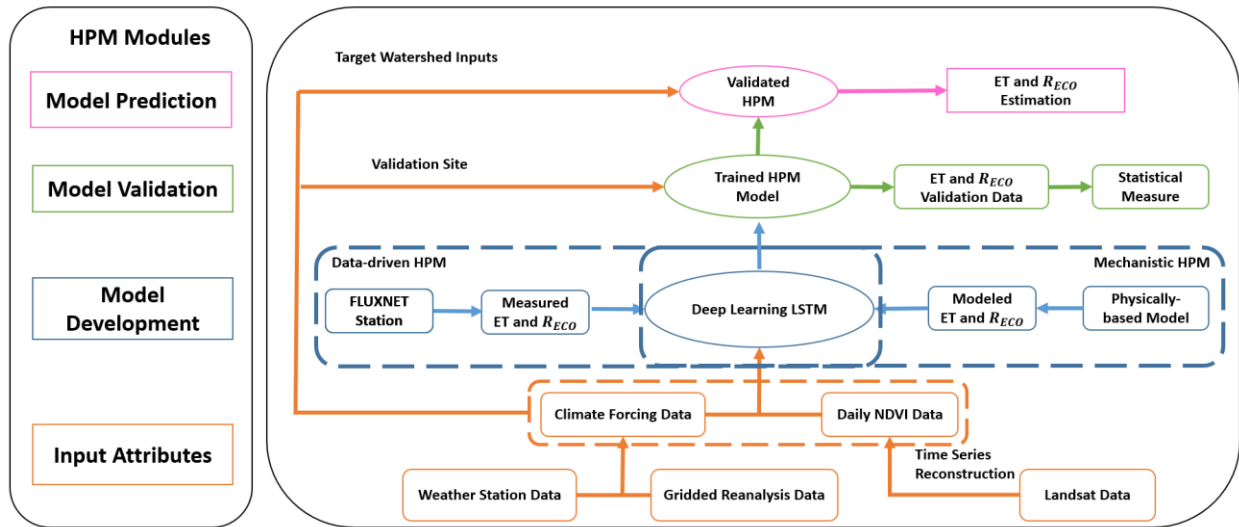 HPM Modules
Model Prediction
Model Validation
Model
Development
Input Attributes
Target Watershed Inputs
Validated
HPM
ET and R_ECO
Estimation
Validation Site
Trained HPM
Model
ET and R_ECO
Validation Data
Statistical
Measure
Data-driven HPM
Mechanistic HPM
FLUXNET
Station
Measured
ET and R_ECO
Deep Learning LSTM
Modeled
ET and R_ECO
Physically-
based Model
Climate Forcing Data
Daily NDVI Data
Time Series
Reconstruction
Weather Station Data
Gridded Reanalysis Data
Landsat Data